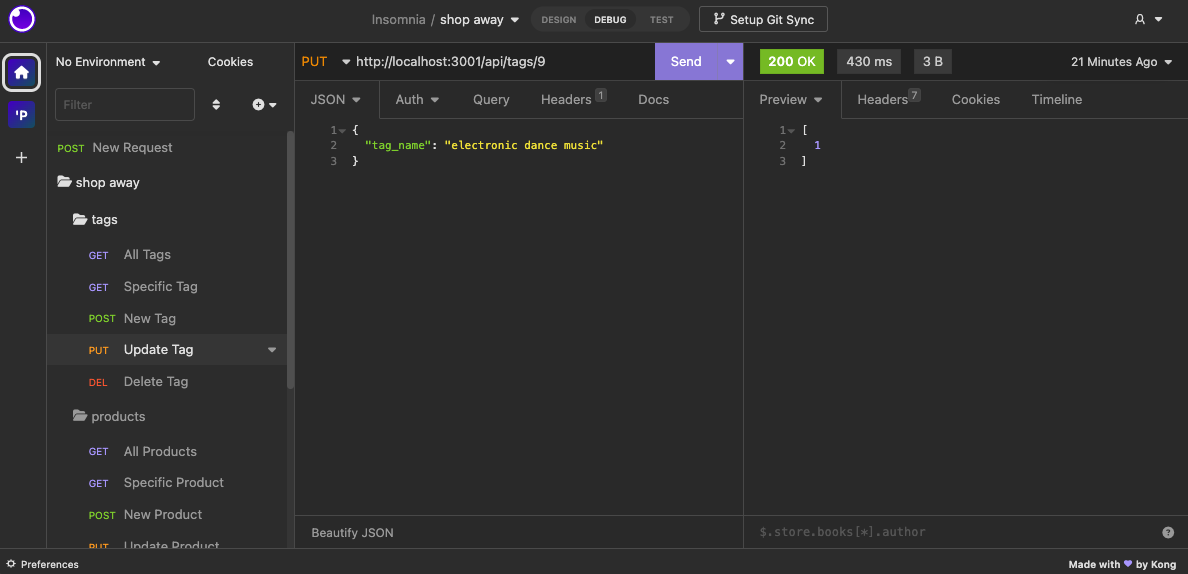 Insomnia / shop away
DESIGN DEBUG TEST
Setup Git Sync
'P
No Environment
Cookies
Filter
POST New Request
shop away
tags
GET All Tags
GET Specific Tag
POST New Tag
PUT Update Tag
DEL Delete Tag
products
GET All Products
GET Specific Product
POST New Product
PUT Update Product
PUT http://localhost:3001/api/tags/9
Send
JSON Auth Query Headers 1 Docs
1 {
2 "tag_name": "electronic dance music"
3 }
Beautify JSON
200 OK 430 ms 3 B 21 Minutes Ago
Preview Headers 7 Cookies Timeline
1 [
2 1
3 ]
$.store.books[*].author
?
Preferences
Made with by Kong